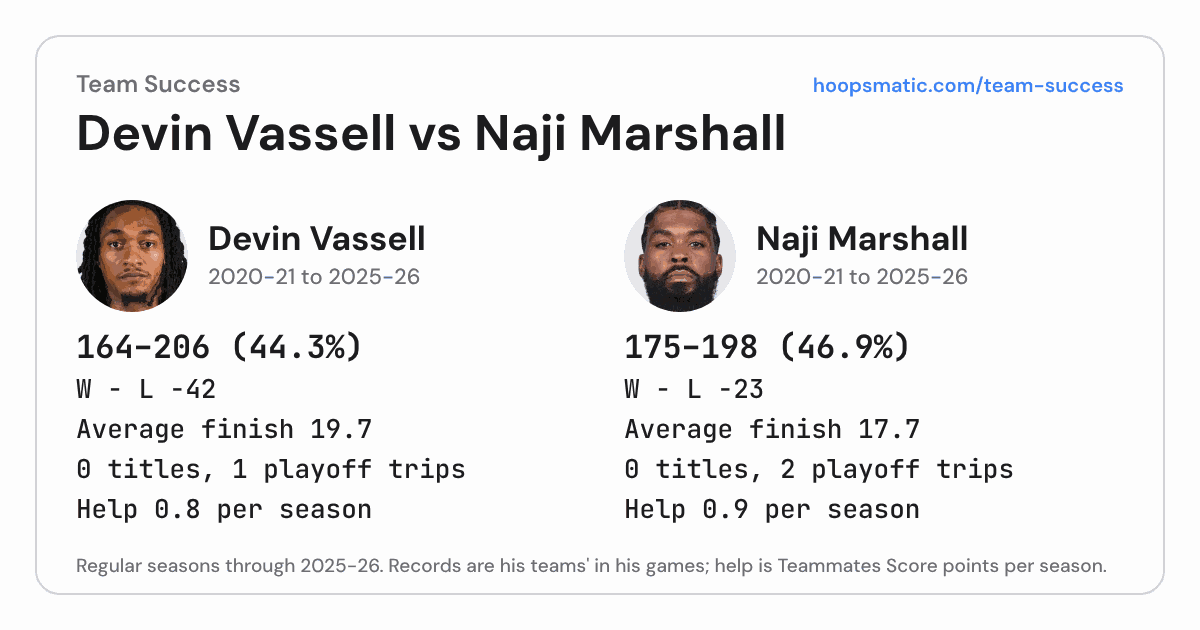 Team Success
hoopsmatic.com/team-success
Devin Vassell vs Naji Marshall
Devin Vassell
2020-21 to 2025-26
164-206 (44.3%)
W - L -42
Average finish 19.7
0 titles, 1 playoff trips
Help 0.8 per season
Naji Marshall
2020-21 to 2025-26
175-198 (46.9%)
W - L -23
Average finish 17.7
0 titles, 2 playoff trips
Help 0.9 per season
Regular seasons through 2025-26. Records are his teams' in his games; help is Teammates Score points per season.